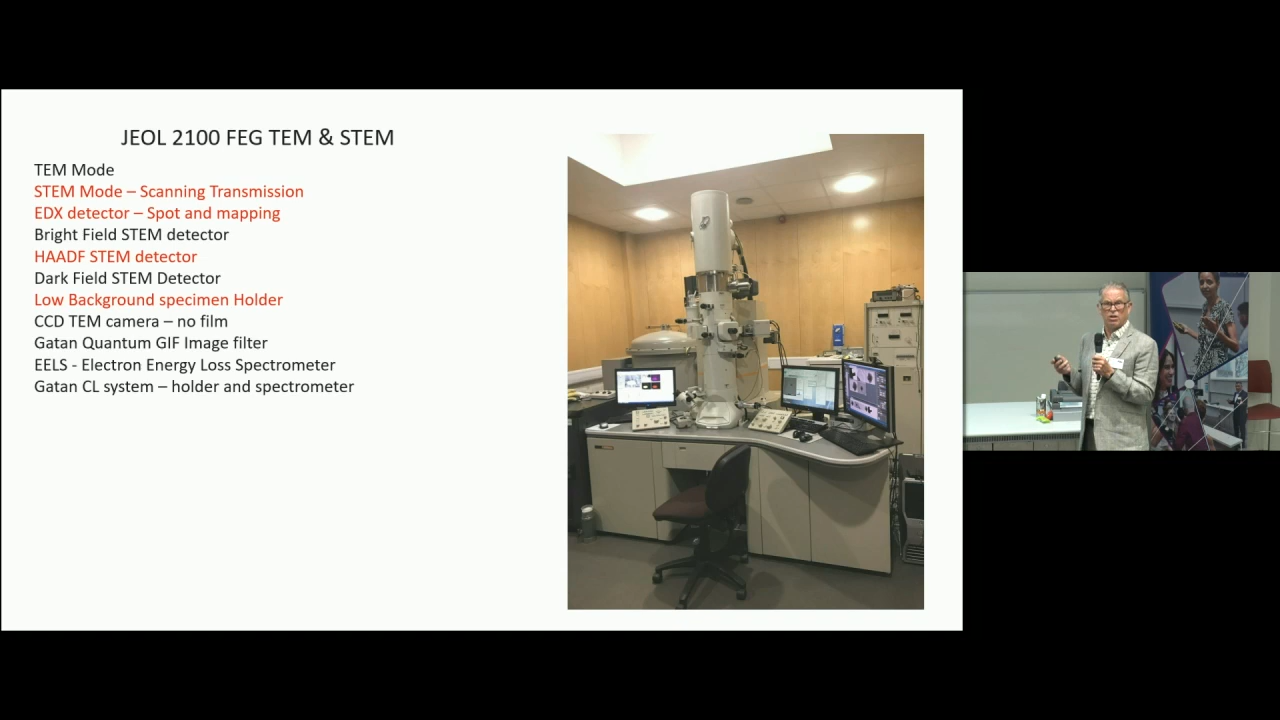 JEOL 2100 FEG TEM & STEM
TEM Mode
STEM Mode – Scanning Transmission
EDX detector – Spot and mapping
Bright Field STEM detector
HAADF STEM detector
Dark Field STEM Detector
Low Background specimen Holder
CCD TEM camera – no film
Gatan Quantum GIF Image filter
EELS - Electron Energy Loss Spectrometer
Gatan CL system – holder and spectrometer